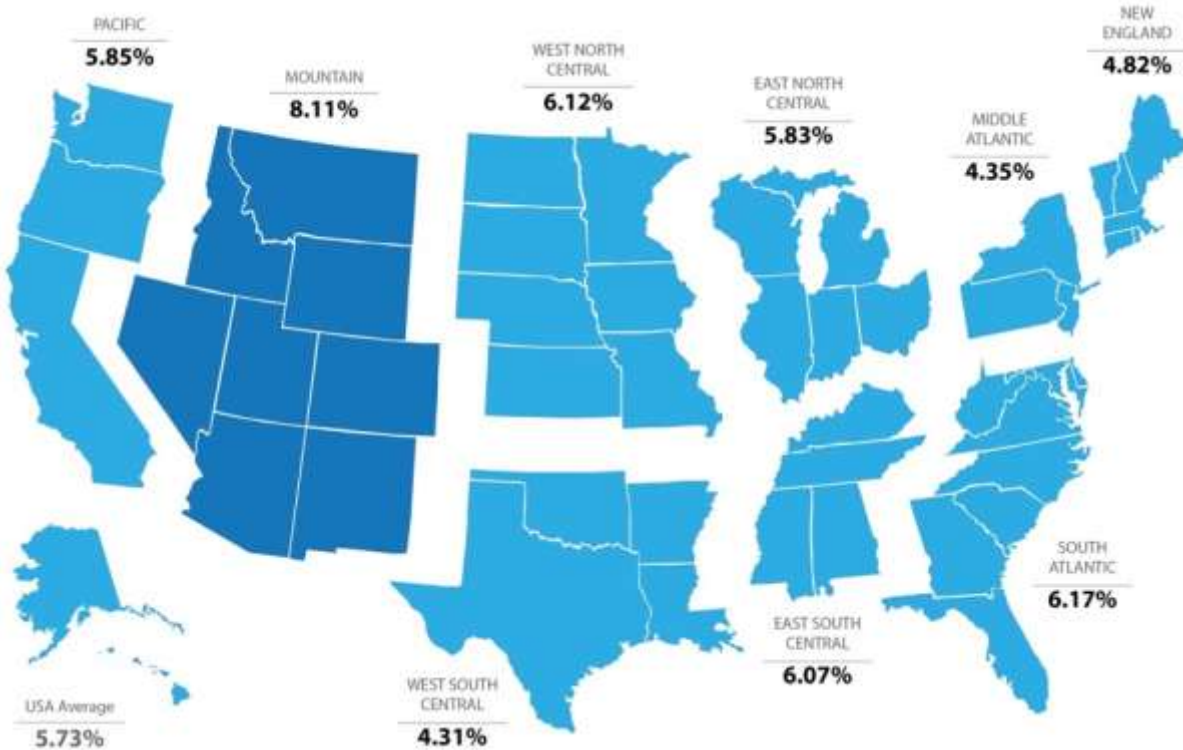 PACIFIC
5.85%
MOUNTAIN
8.11%
WEST NORTH
CENTRAL
6.12%
EAST NORTH
CENTRAL
5.83%
MIDDLE
ATLANTIC
4.35%
NEW
ENGLAND
4.82%
SOUTH
ATLANTIC
6.17%
EAST SOUTH
CENTRAL
6.07%
WEST SOUTH
CENTRAL
4.31%
USA Average
5.73%